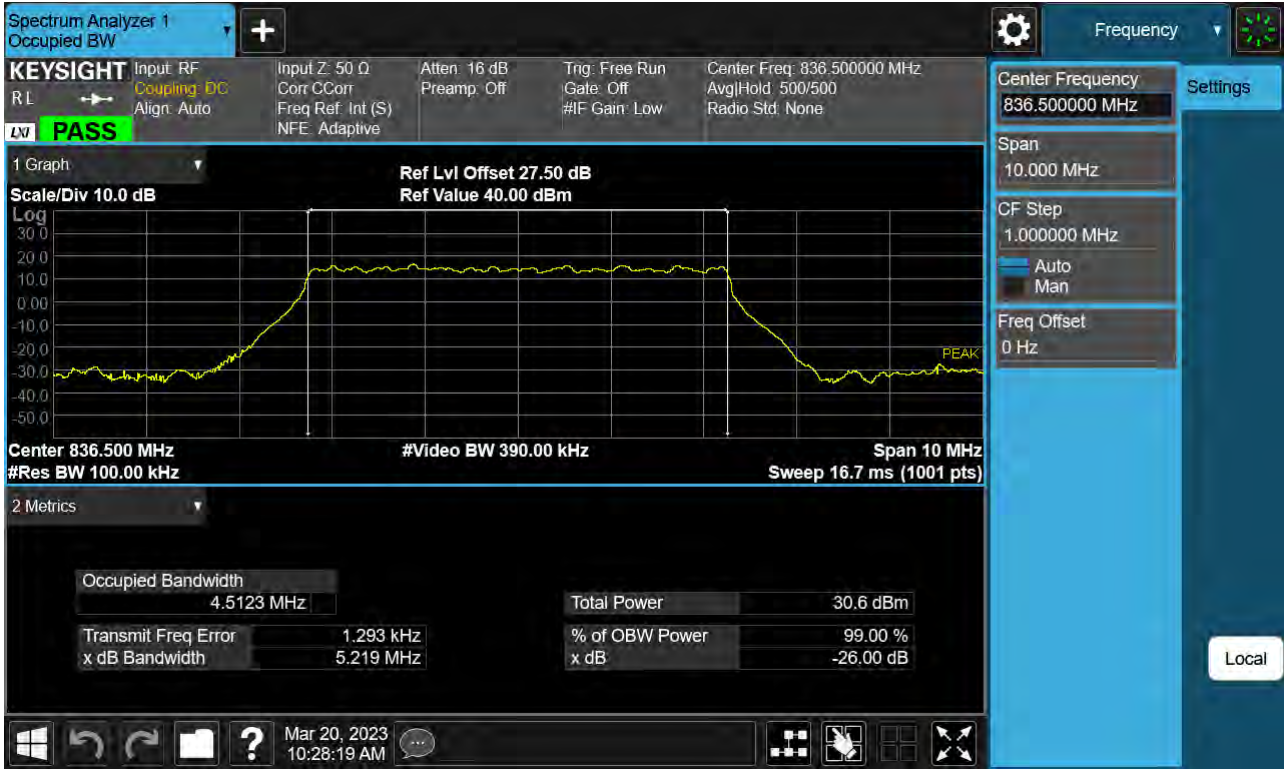 Spectrum Analyzer 1
Occupied BW
+
Frequency
KEYSIGHT
R L
LXI PASS
Input: RF
Coupling: DC
Align: Auto
Input Z: 50 Ω
Corr CCorr
Freq Ref: Int (S)
NFE: Adaptive
Atten: 16 dB
Preamp: Off
Trig: Free Run
Gate: Off
#IF Gain: Low
Center Freq: 836.500000 MHz
Avg|Hold: 500/500
Radio Std: None
Center Frequency
836.500000 MHz
Settings
Span
10.000 MHz
CF Step
1.000000 MHz
Auto
Man
Freq Offset
0 Hz
Local
1 Graph
Scale/Div 10.0 dB
Ref Lvl Offset 27.50 dB
Ref Value 40.00 dBm
Log
30.0
20.0
10.0
0.00
-10.0
-20.0
-30.0
-40.0
-50.0
PEAK
Center 836.500 MHz
#Video BW 390.00 kHz
Span 10 MHz
#Res BW 100.00 kHz
Sweep 16.7 ms (1001 pts)
2 Metrics
Occupied Bandwidth
4.5123 MHz
Total Power 30.6 dBm
Transmit Freq Error 1.293 kHz
% of OBW Power 99.00 %
x dB Bandwidth 5.219 MHz
x dB -26.00 dB
?
Mar 20, 2023
10:28:19 AM